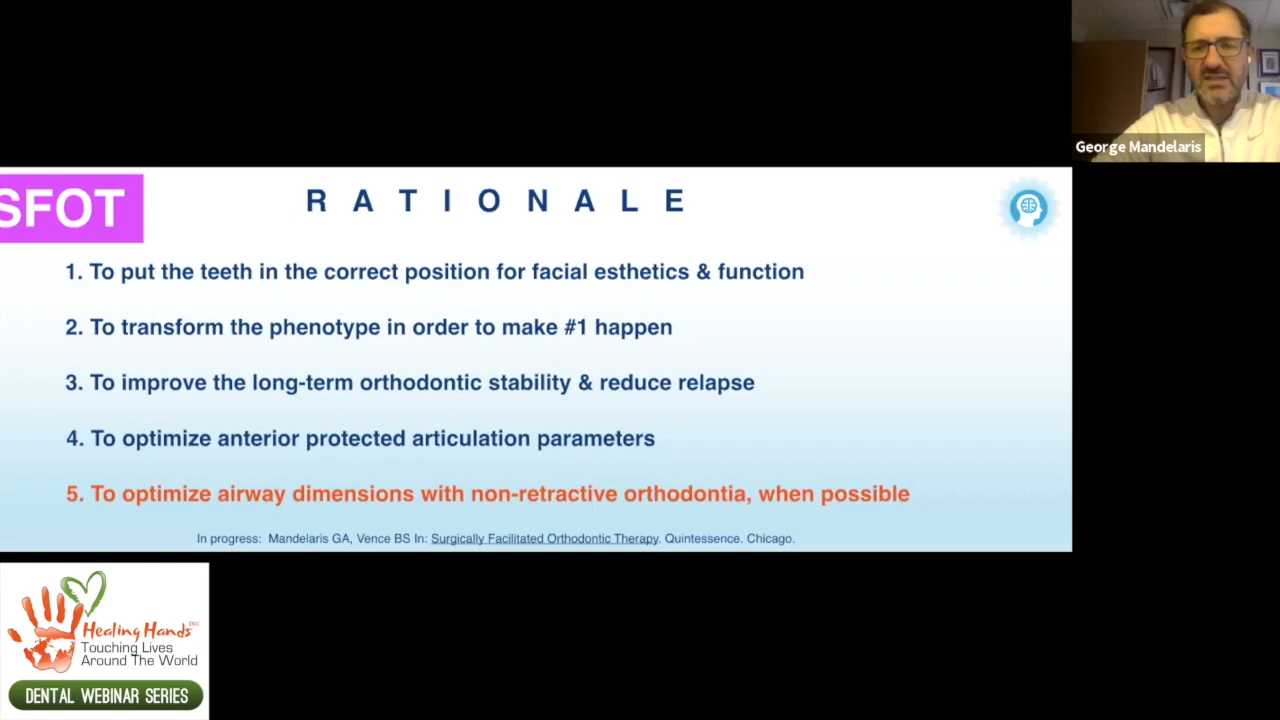 George Mandelaris
SFOT
RATIONALE
1. To put the teeth in the correct position for facial esthetics & function
2. To transform the phenotype in order to make #1 happen
3. To improve the long-term orthodontic stability & reduce relapse
4. To optimize anterior protected articulation parameters
5. To optimize airway dimensions with non-retractive orthodontia, when possible
In progress: Mandelaris GA, Vence BS In: Surgically Facilitated Orthodontic Therapy. Quintessence. Chicago.
Healing Hands INC
Touching Lives
Around The World
DENTAL WEBINAR SERIES